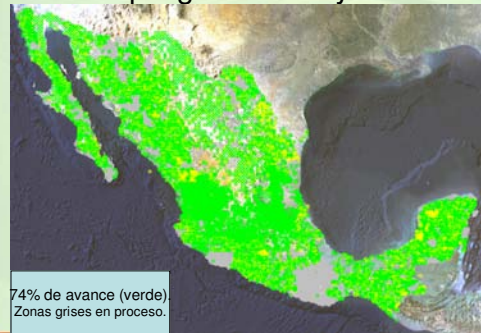 74% de avance (verde).
Zonas grises en proceso.